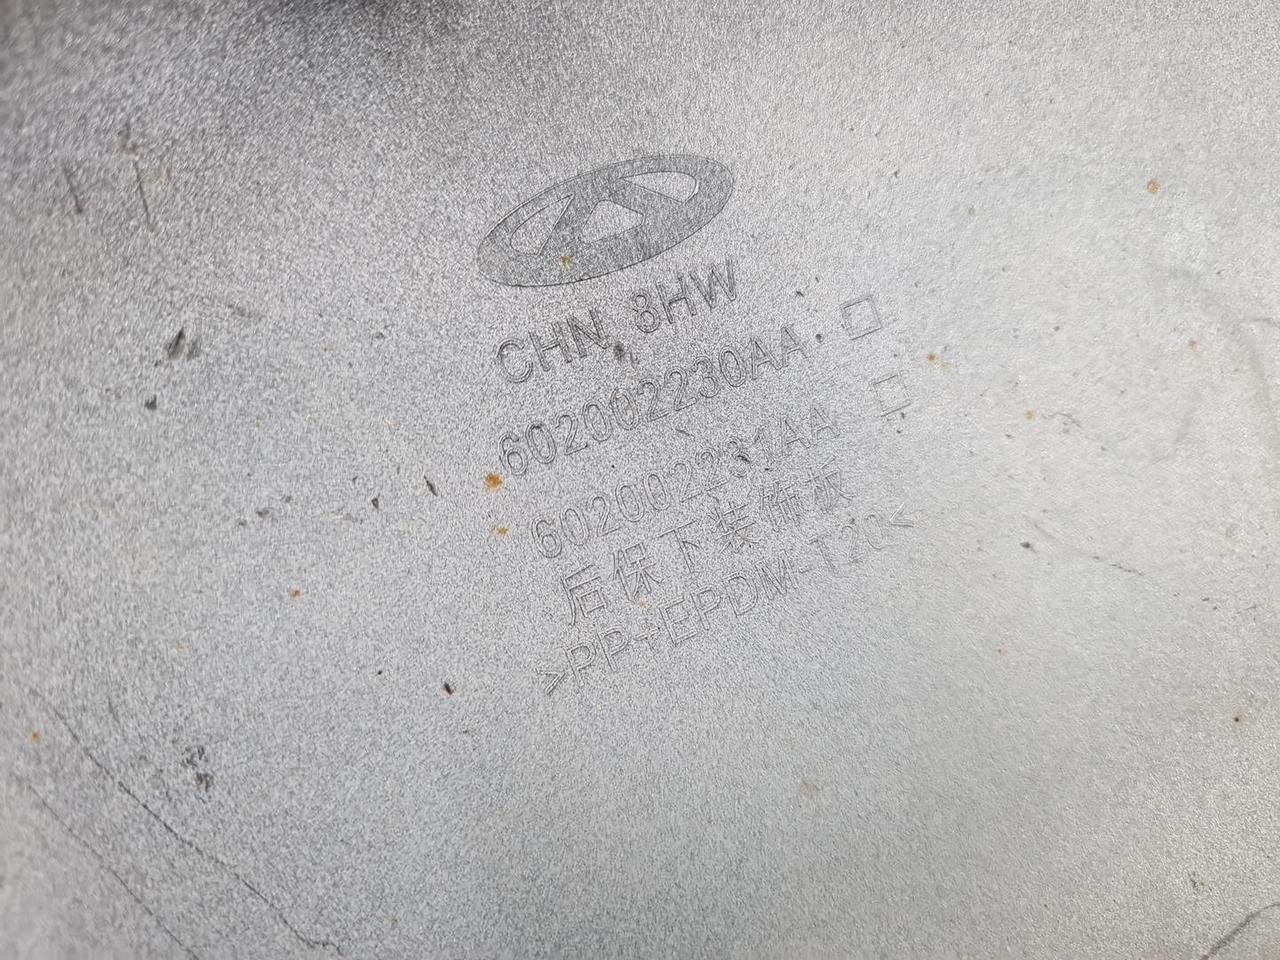 CHN 8HW
602002230AA □
602002231AA □
后保下装饰板
>PP+EPDM-T20<